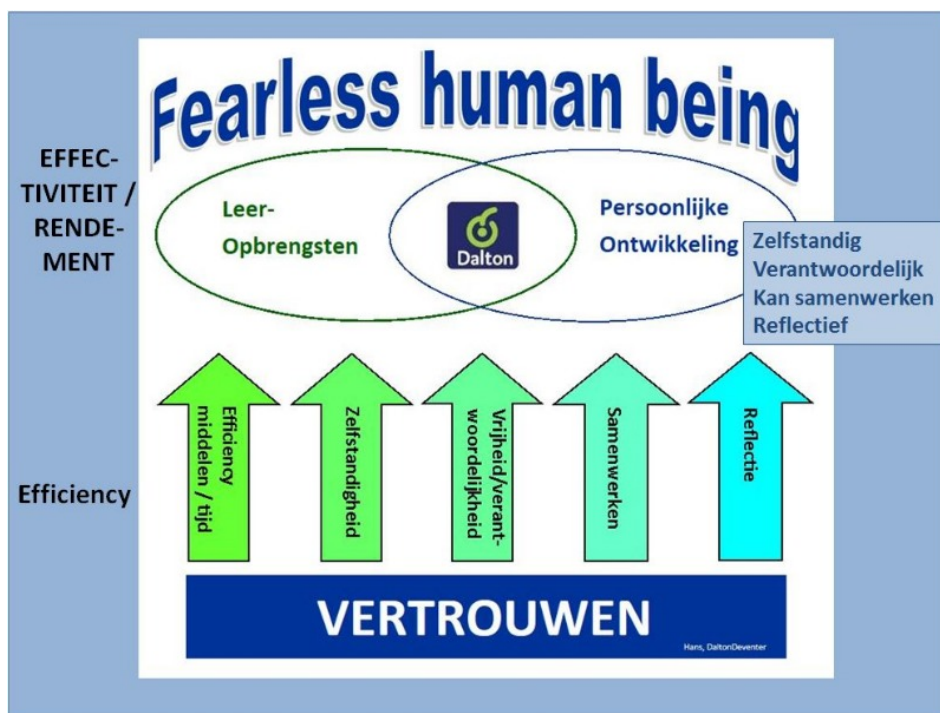 Fearless human being
EFFEC-
TIVITEIT /
RENDE-
MENT
Leer-
Opbrengsten
Dalton
Persoonlijke
Ontwikkeling
Zelfstandig
Verantwoordelijk
Kan samenwerken
Reflectief
Efficiency
Efficiency
middelen / tijd
Zelfstandigheid
Vrijheid/verant-
woordelijkheid
Samenwerken
Reflectie
VERTROUWEN
Hans, DaltonDeventer